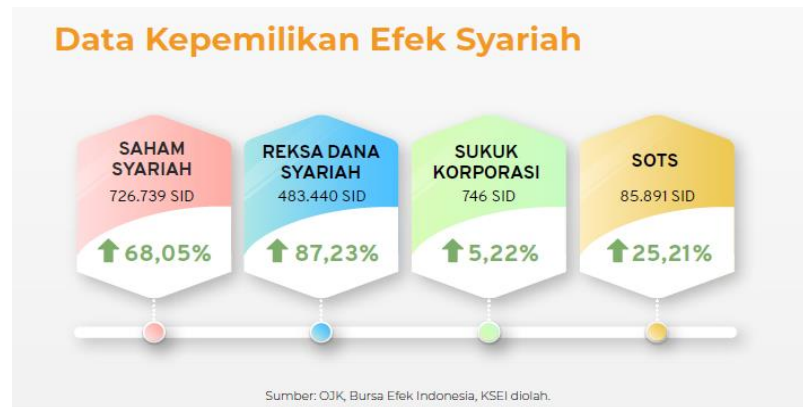 Data Kepemilikan Efek Syariah
SAHAM
SYARIAH
726.739 SID
68,05%
REKSA DANA
SYARIAH
483.440 SID
87,23%
SUKUK
KORPORASI
746 SID
5,22%
SOTS
85.891 SID
25,21%
Sumber: OJK, Bursa Efek Indonesia, KSEI diolah.